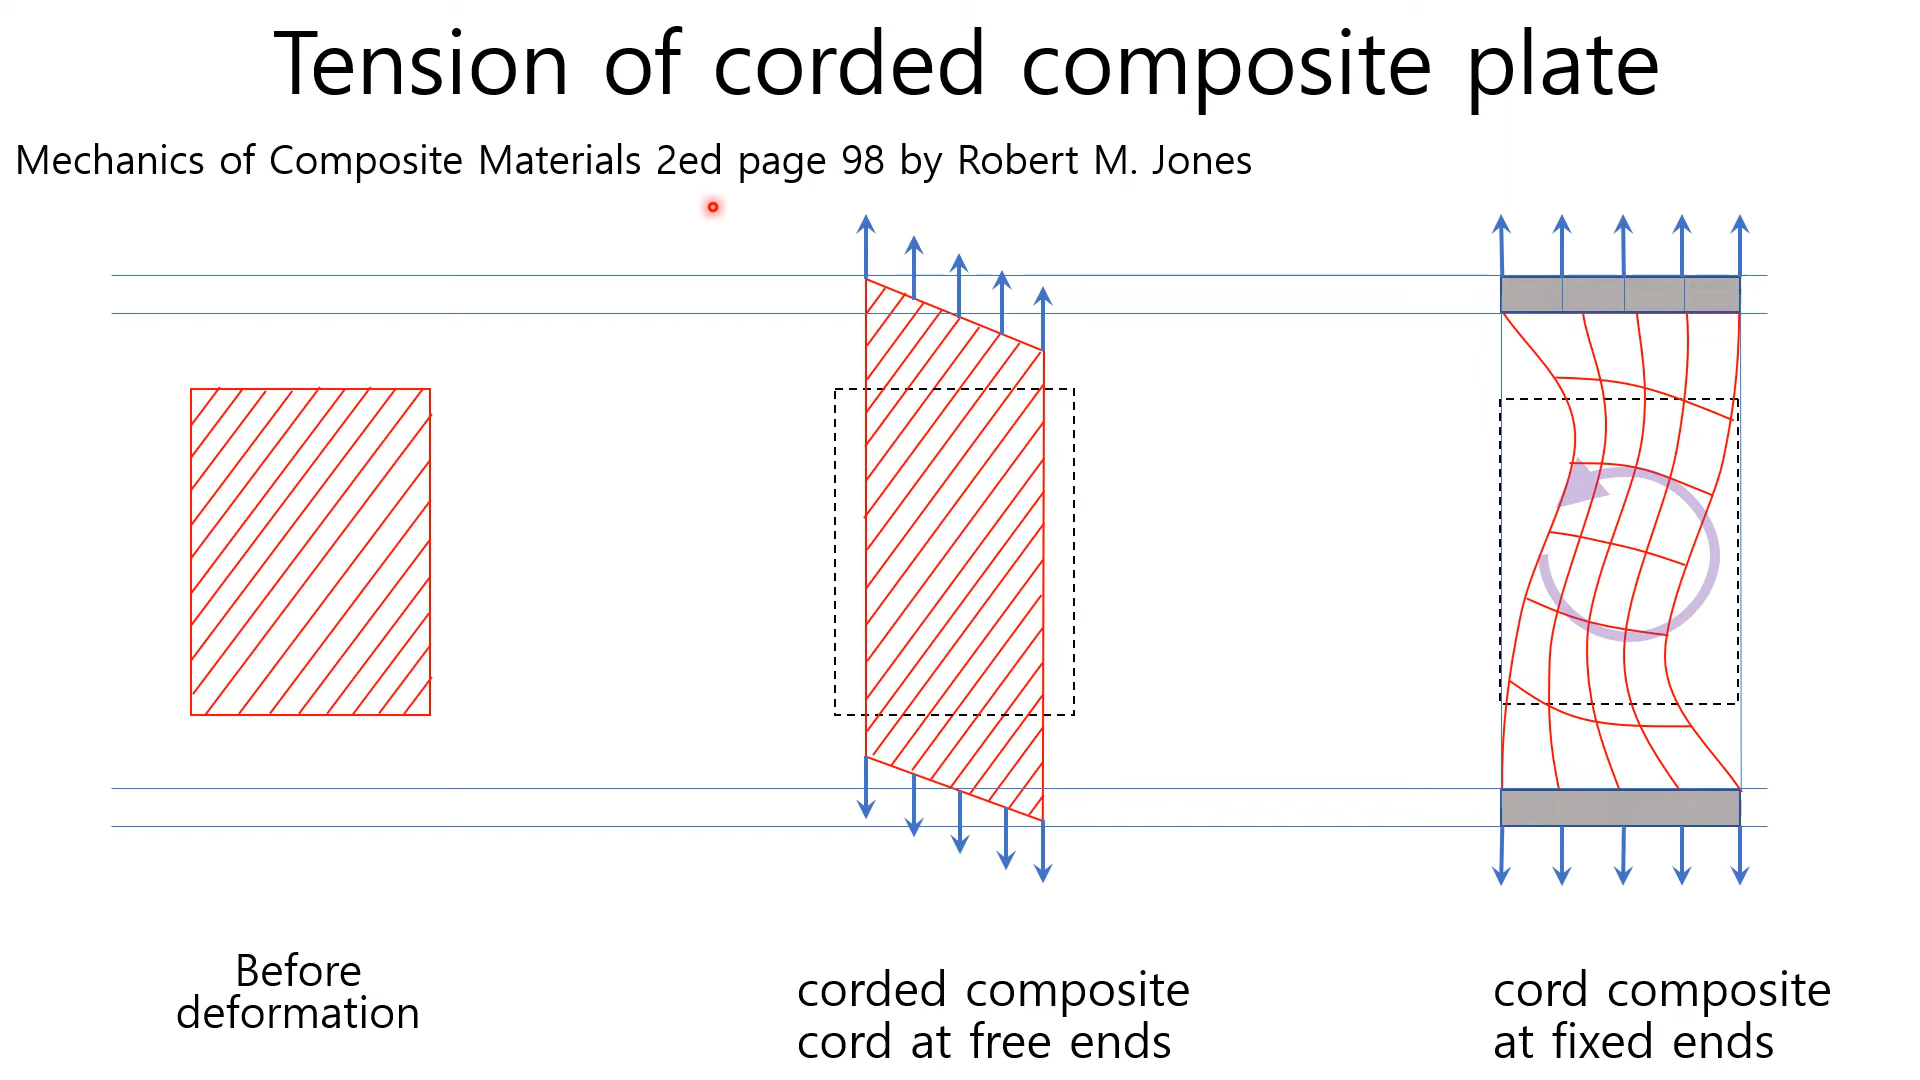 Tension of corded composite plate
Mechanics of Composite Materials 2ed page 98 by Robert M. Jones
Before
deformation
corded composite
cord at free ends
cord composite
at fixed ends